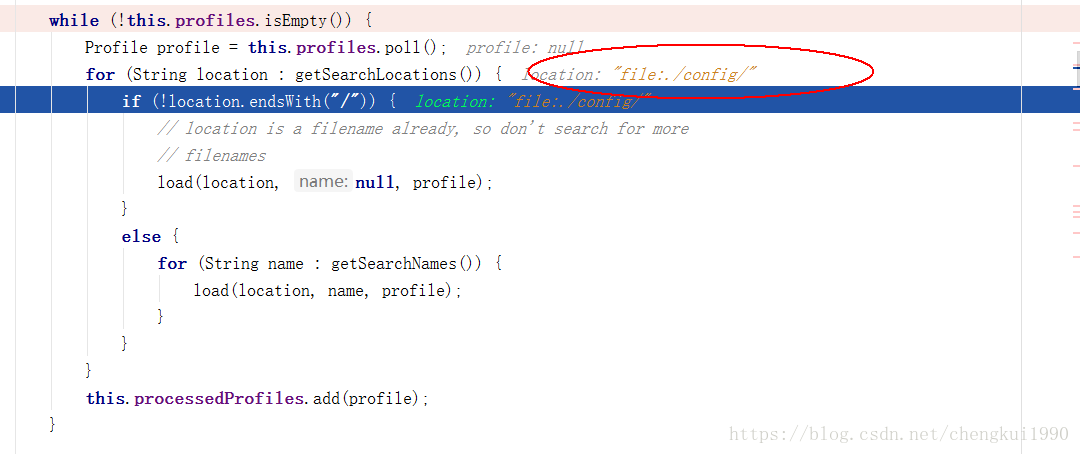 while (!this.profiles.isEmpty()) {
Profile profile = this.profiles.poll();  profile: null
for (String location : getSearchLocations()) {  location: "file:./config/"
if (!location.endsWith("/")) {  location: "file:./config/"
// location is a filename already, so don't search for more
// filenames
load(location, name: null, profile);
}
else {
for (String name : getSearchNames()) {
load(location, name, profile);
}
}
}
this.processedProfiles.add(profile);
}
https://blog.csdn.net/chengkui1990